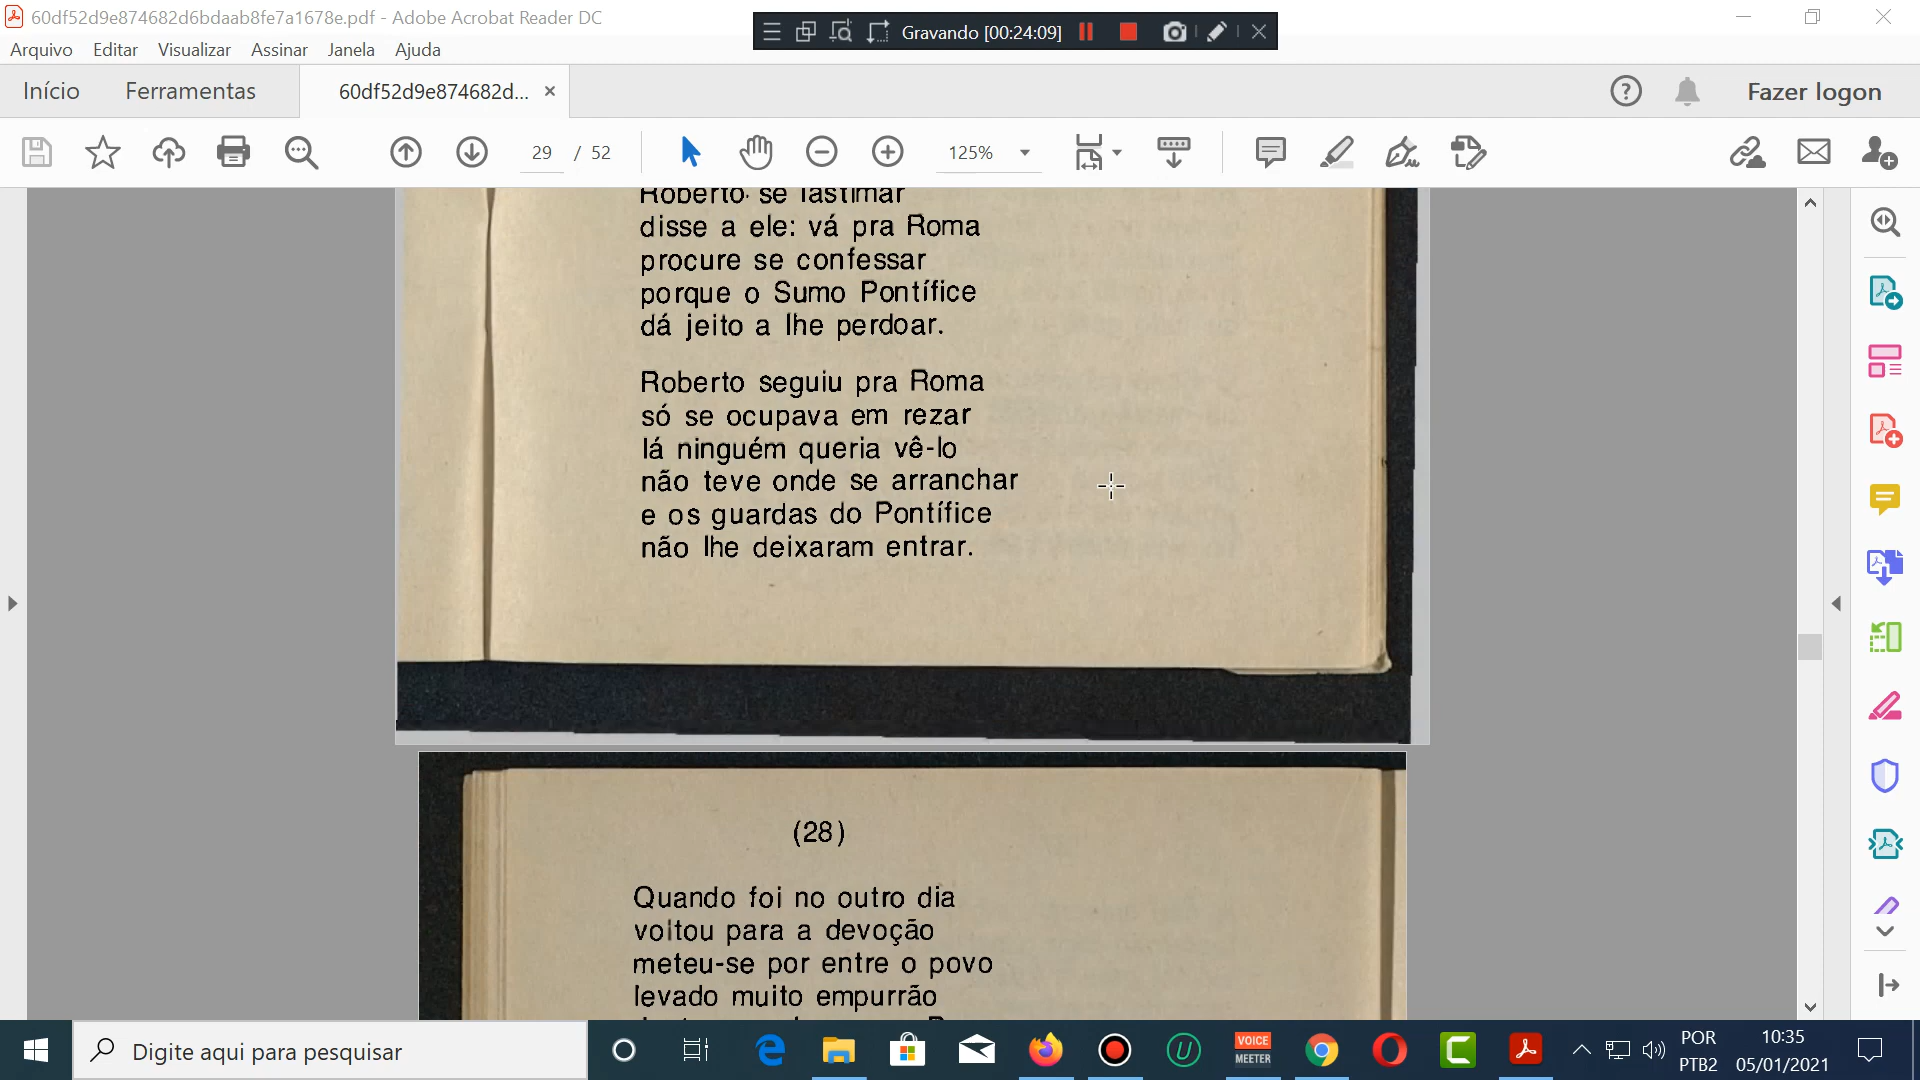 60df52d9e874682d6bdaab8fe7a1678e.pdf - Adobe Acrobat Reader DC
Gravando [00:24:09]
Arquivo Editar Visualizar Assinar Janela Ajuda
Início Ferramentas 60df52d9e874682d... Fazer logon
29 / 52 125%
Roberto se lastimar
disse a ele: vá pra Roma
procure se confessar
porque o Sumo Pontífice
dá jeito a lhe perdoar.
Roberto seguiu pra Roma
só se ocupava em rezar
lá ninguém queria vê-lo
não teve onde se arranchar
e os guardas do Pontífice
não lhe deixaram entrar.
(28)
Quando foi no outro dia
voltou para a devoção
meteu-se por entre o povo
levado muito empurrão
Digite aqui para pesquisar
VOICE
MEETER
POR
PTB2
10:35
05/01/2021